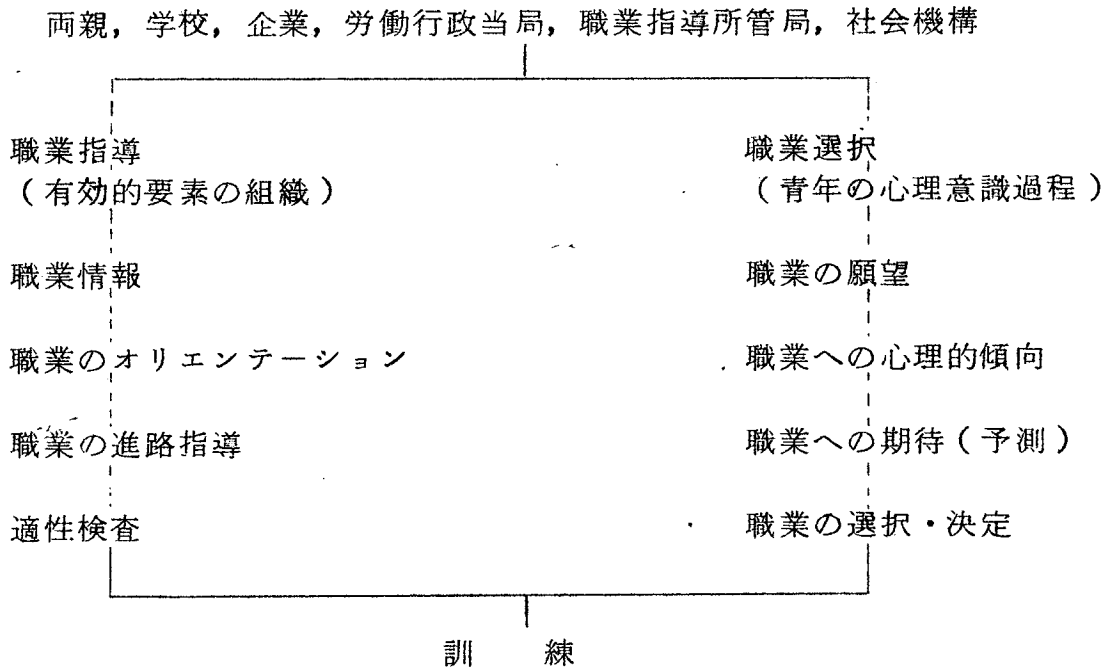 両親，学校，企業，労働行政当局，職業指導所管局，社会機構
職業指導
（有効的要素の組織）
職業情報
職業のオリエンテーション
職業の進路指導
適性検査
職業選択
（青年の心理意識過程）
職業の願望
職業への心理的傾向
職業への期待（予測）
職業の選択・決定
訓　　練